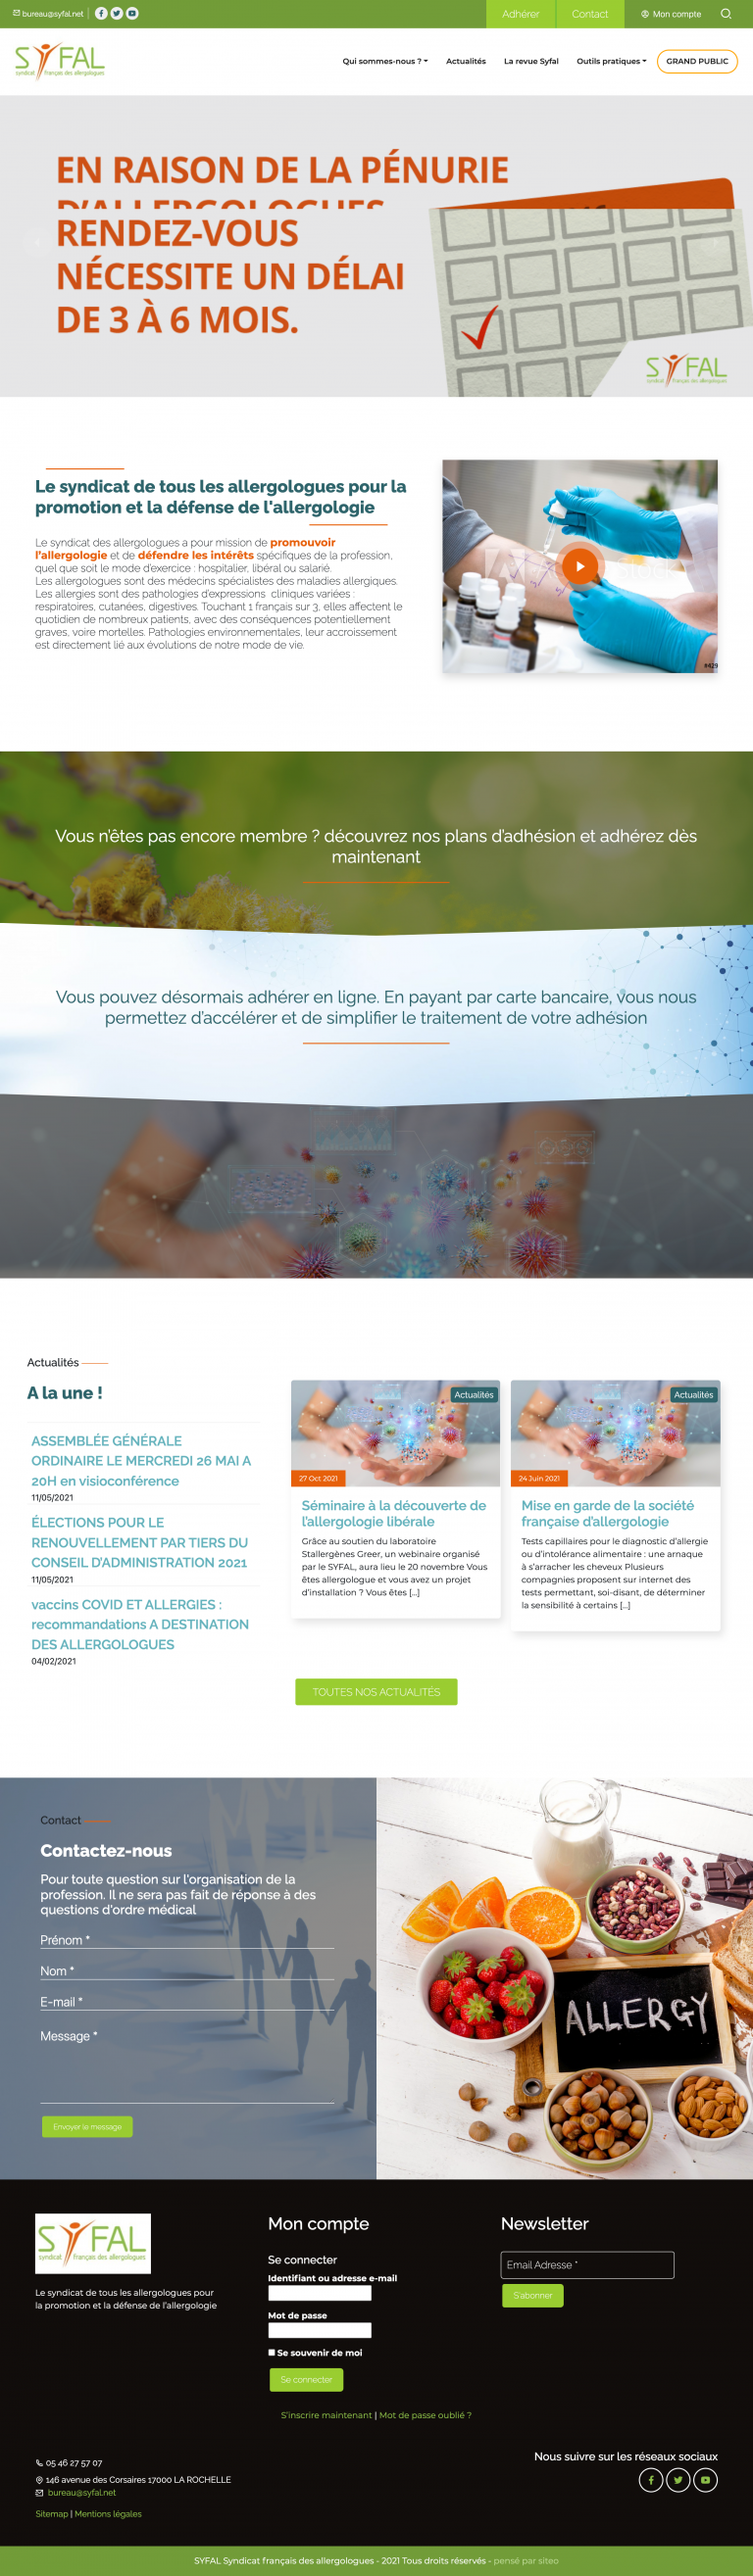 bureau@syfal.net
Adhérer
Contact
Mon compte
SYFAL
syndicat français des allergologues
Qui sommes-nous ?
Actualités
La revue Syfal
Outils pratiques
GRAND PUBLIC
EN RAISON DE LA PÉNURIE
D'ALLERGOLOGUES
RENDEZ-VOUS
NÉCESSITE UN DÉLAI
DE 3 À 6 MOIS.
SYFAL
syndicat français des allergologues
Le syndicat de tous les allergologues pour la
promotion et la défense de l'allergologie
Le syndicat des allergologues a pour mission de promouvoir
l'allergologie et de défendre les intérêts spécifiques de la profession,
quel que soit le mode d'exercice : hospitalier, libéral ou salarié.
Les allergologues sont des médecins spécialistes des maladies allergiques.
Les allergies sont des pathologies d'expressions cliniques variées :
respiratoires, cutanées, digestives. Touchant 1 français sur 3, elles affectent le
quotidien de nombreux patients, avec des conséquences potentiellement
graves, voire mortelles. Pathologies environnementales, leur accroissement
est directement lié aux évolutions de notre mode de vie.
#429
Vous n'êtes pas encore membre ? découvrez nos plans d'adhésion et adhérez dès
maintenant
Vous pouvez désormais adhérer en ligne. En payant par carte bancaire, vous nous
permettez d'accélérer et de simplifier le traitement de votre adhésion
Actualités
A la une !
ASSEMBLÉE GÉNÉRALE
ORDINAIRE LE MERCREDI 26 MAI A
20H en visioconférence
11/05/2021
ÉLECTIONS POUR LE
RENOUVELLEMENT PAR TIERS DU
CONSEIL D'ADMINISTRATION 2021
11/05/2021
vaccins COVID ET ALLERGIES :
recommandations A DESTINATION
DES ALLERGOLOGUES
04/02/2021
Actualités
27 Oct 2021
Séminaire à la découverte de
l'allergologie libérale
Grâce au soutien du laboratoire
Stallergènes Greer, un webinaire organisé
par le SYFAL, aura lieu le 20 novembre Vous
êtes allergologue et vous avez un projet
d'installation ? Vous êtes [...]
Actualités
24 Juin 2021
Mise en garde de la société
française d'allergologie
Tests capillaires pour le diagnostic d'allergie
ou d'intolérance alimentaire : une arnaque
à s'arracher les cheveux Plusieurs
compagnies proposent sur internet des
tests permettant, soi-disant, de déterminer
la sensibilité à certains [...]
TOUTES NOS ACTUALITÉS
Contact
Contactez-nous
Pour toute question sur l'organisation de la
profession. Il ne sera pas fait de réponse à des
questions d'ordre médical
Prénom *
Nom *
E-mail *
Message *
Envoyer le message
ALLERGY
SYFAL
syndicat français des allergologues
Le syndicat de tous les allergologues pour
la promotion et la défense de l'allergologie
Mon compte
Se connecter
Identifiant ou adresse e-mail
Mot de passe
Se souvenir de moi
Se connecter
S'inscrire maintenant | Mot de passe oublié ?
Newsletter
Email Adresse *
S'abonner
05 46 27 57 07
146 avenue des Corsaires 17000 LA ROCHELLE
bureau@syfal.net
Sitemap | Mentions légales
Nous suivre sur les réseaux sociaux
SYFAL Syndicat français des allergologues - 2021 Tous droits réservés - pensé par siteo